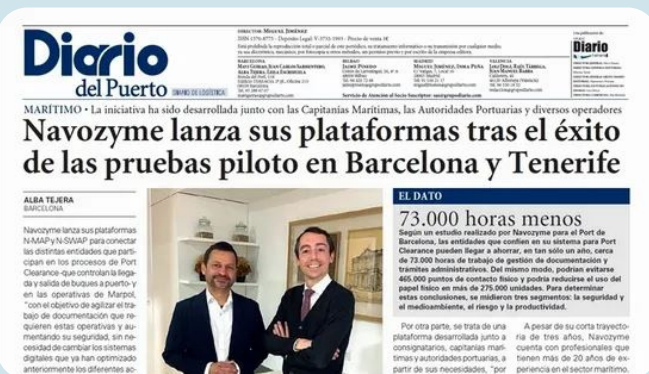 Diario
del Puerto
DIARIO DE LOGÍSTICA
DIRECTOR: MIGUEL JIMÉNEZ
BARCELONA
BILBAO
MADRID
VALENCIA
JAIME PINEDO
Diario
MARÍTIMO · La iniciativa ha sido desarrollada junto con las Capitanías Marítimas, las Autoridades Portuarias y diversos operadores
Navozyme lanza sus plataformas tras el éxito
de las pruebas piloto en Barcelona y Tenerife
ALBA TEJERA
BARCELONA
Navozyme lanza sus plataformas
N-MAP y N-SWAP para conectar
las distintas entidades que parti-
cipan en los procesos de Port
Clearance -que controlan la llega-
da y salida de buques a puerto- y
en las operativas de Marpol,
"con el objetivo de agilizar el tra-
bajo de documentación que re-
quieren estas operativas y au-
mentando su seguridad, sin ne-
cesidad de cambiar los sistemas
digitales que ya han optimizado
anteriormente los diferentes ac-
EL DATO
73.000 horas menos
Según un estudio realizado por Navozyme para el Port de
Barcelona, las entidades que confíen en su sistema para Port
Clearance pueden llegar a ahorrar, en tan sólo un año, cerca
de 73.000 horas de trabajo de gestión de documentación y
trámites administrativos. Del mismo modo, podrían evitarse
465.000 puntos de contacto físico y podría reducirse el uso del
papel físico en más de 275.000 unidades. Para determinar
estas conclusiones, se midieron tres segmentos: la seguridad y
el medioambiente, el riesgo y la productividad.
Por otra parte, se trata de una
plataforma desarrollada junto a
consignatarios, capitanías marí-
timas y autoridades portuarias, a
partir de sus necesidades, "por
A pesar de su corta trayecto-
ria de tres años, Navozyme
cuenta con profesionales que
tienen más de 20 años de ex-
periencia en el sector marítimo.